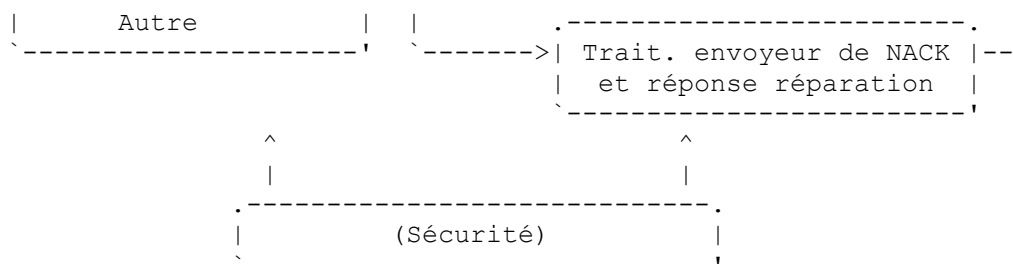 Autre
Trait. envoyeur de NACK
et réponse réparation
(Sécurité)